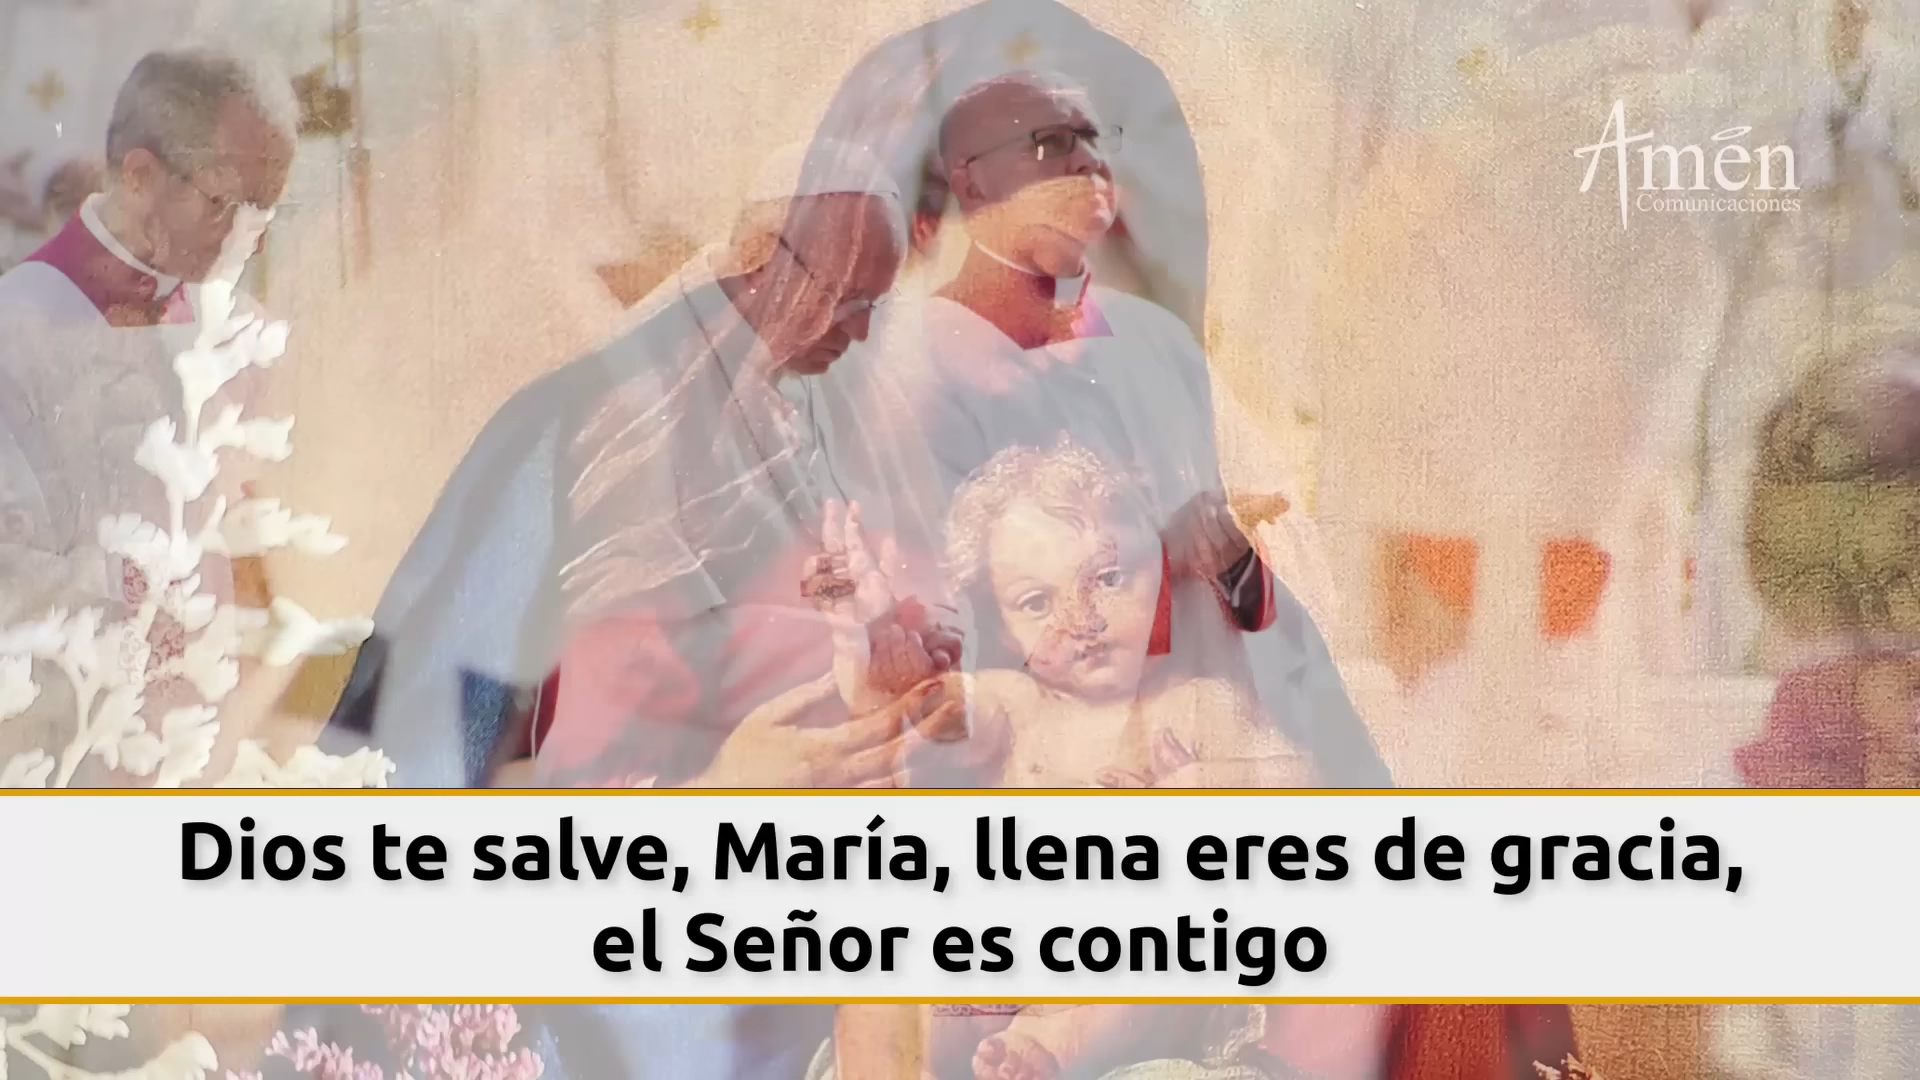 Amén
Comunicaciones
Dios te salve, María, llena eres de gracia,
el Señor es contigo